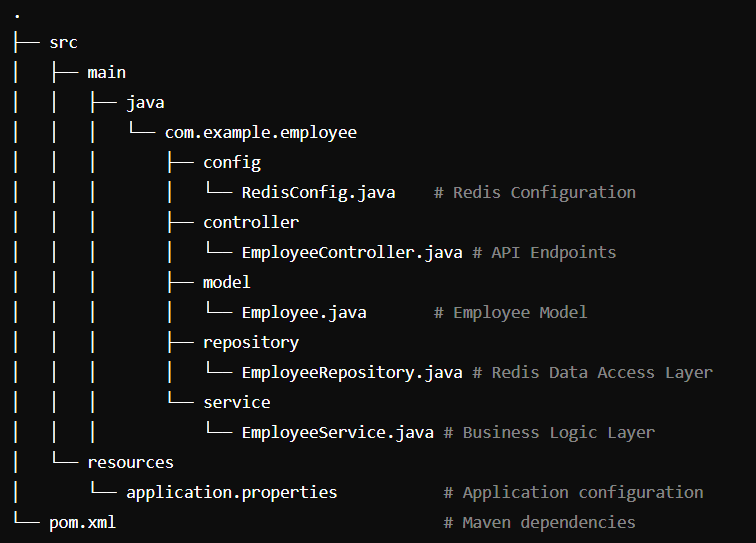 .
├── src
│   ├── main
│   │   ├── java
│   │   │   └── com.example.employee
│   │   │       ├── config
│   │   │       │   └── RedisConfig.java    # Redis Configuration
│   │   │       ├── controller
│   │   │       │   └── EmployeeController.java # API Endpoints
│   │   │       ├── model
│   │   │       │   └── Employee.java       # Employee Model
│   │   │       ├── repository
│   │   │       │   └── EmployeeRepository.java # Redis Data Access Layer
│   │   │       └── service
│   │   │           └── EmployeeService.java # Business Logic Layer
│   └── resources
│       └── application.properties           # Application configuration
└── pom.xml                                  # Maven dependencies